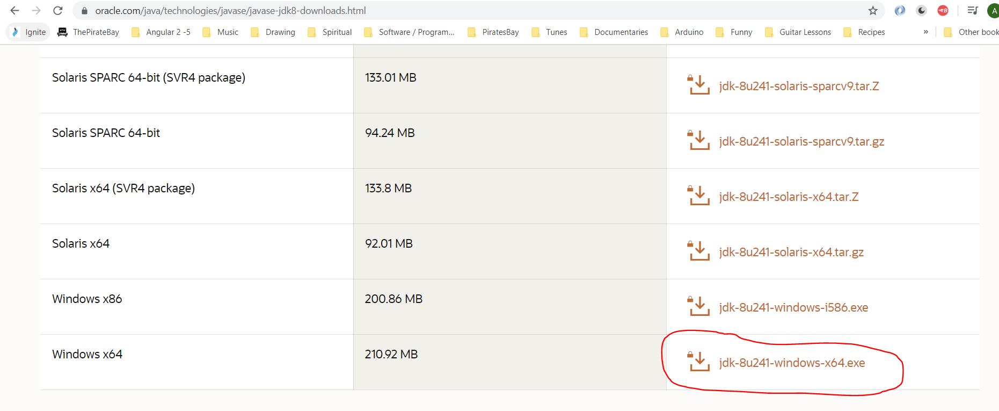 oracle.com/java/technologies/javase/javase-jdk8-downloads.html A
Ignite ThePirateBay Angular 2 -5 Music Drawing Spiritual Software / Program... PiratesBay Tunes Documentaries Arduino Funny Guitar Lessons Recipes » Other book
Solaris SPARC 64-bit (SVR4 package) 133.01 MB jdk-8u241-solaris-sparcv9.tar.Z
Solaris SPARC 64-bit 94.24 MB jdk-8u241-solaris-sparcv9.tar.gz
Solaris x64 (SVR4 package) 133.8 MB jdk-8u241-solaris-x64.tar.Z
Solaris x64 92.01 MB jdk-8u241-solaris-x64.tar.gz
Windows x86 200.86 MB jdk-8u241-windows-i586.exe
Windows x64 210.92 MB jdk-8u241-windows-x64.exe